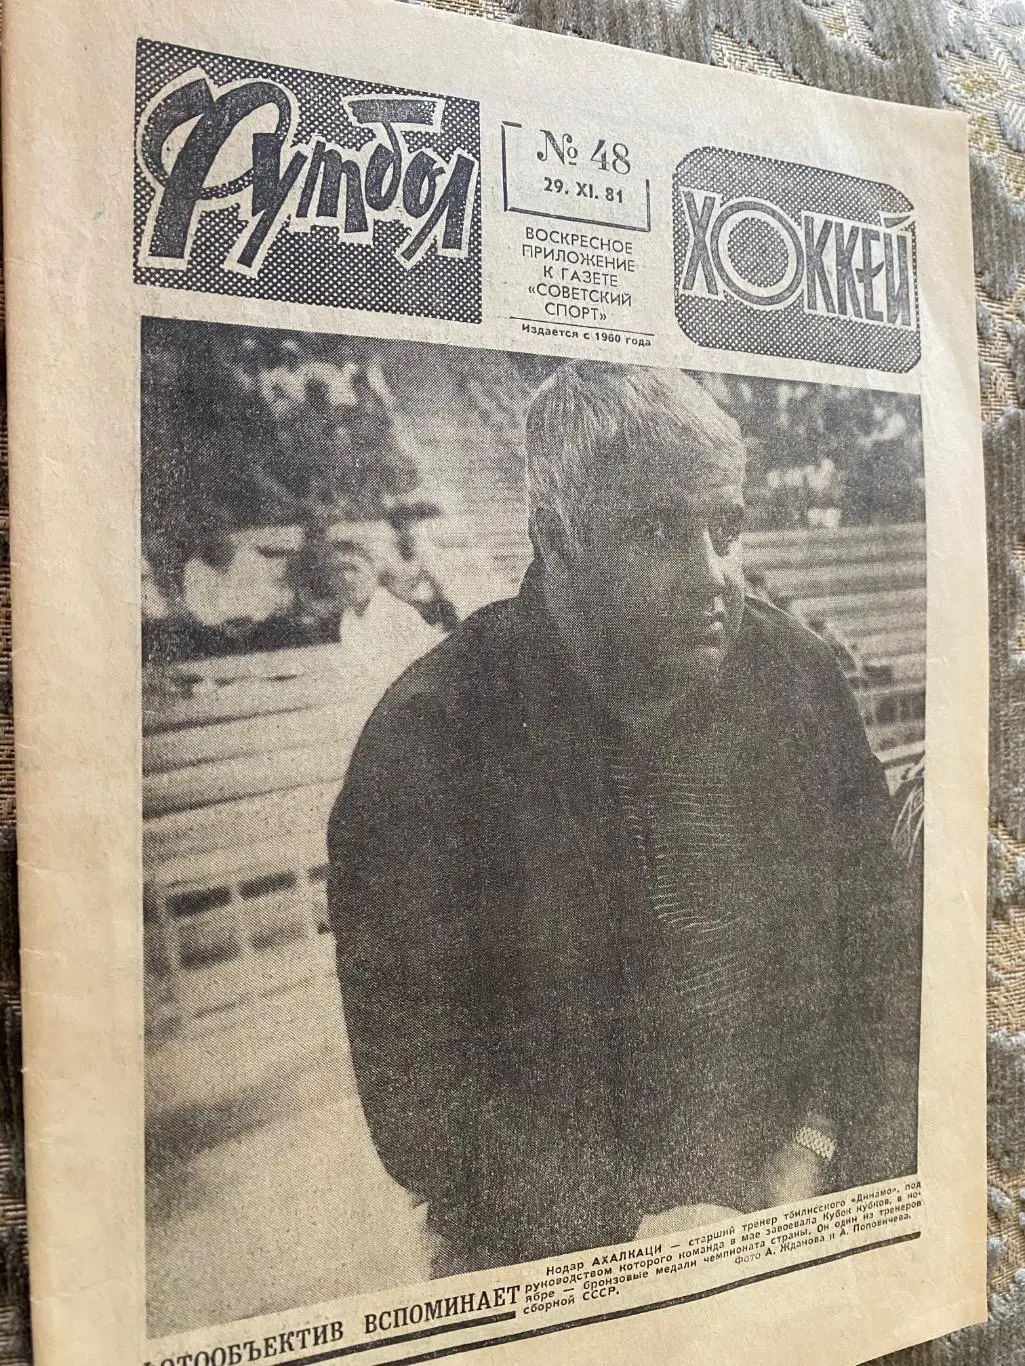 Футбол
№ 48
29. XI. 81
ВОСКРЕСНОЕ
ПРИЛОЖЕНИЕ
К ГАЗЕТЕ
«СОВЕТСКИЙ
СПОРТ»
Издается с 1960 года
ХОККЕЙ
Нодар АХАЛКАЦИ — старший тренер тбилисского «Динамо», под
руководством которого команда в мае завоевала Кубок кубков, в но-
ябре — бронзовые медали чемпионата страны. Он один из тренеров
сборной СССР.
Фото А. Жданова и А. Поповичева.
ФОТООБЪЕКТИВ ВСПОМИНАЕТ